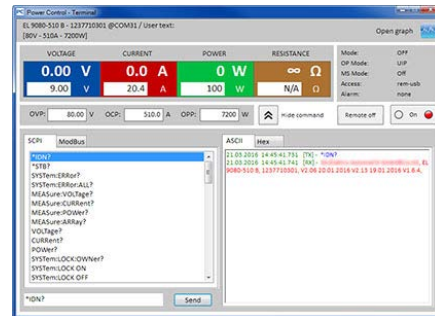 Power Control - Terminal
EL 9080-510 B - 1237710301 @COM31 / User text:
[80V - 510A - 7200W]
Open graph
VOLTAGE CURRENT POWER RESISTANCE
0.00 V 0.0 A 0 W ∞ Ω
9.00 V 20.4 A 100 W N/A Ω
Mode: OFF
OP Mode: UIP
MS Mode: Off
Access: rem-usb
Alarm: none
OVP: 80.00 V OCP: 510.0 A OPP: 7200 W Hide command Remote off On
SCPI ModBus
*IDN?
*STB?
SYSTem:ERRor?
SYSTem:ERRor:ALL?
MEASure:VOLTage?
MEASure:CURRent?
MEASure:POWer?
MEASure:ARRay?
VOLTage?
CURRent?
POWer?
SYSTem:LOCK:OWNer?
SYSTem:LOCK ON
SYSTem:LOCK OFF
*IDN? Send
ASCII Hex
21.03.2016 14:45:41.731 [TX] - *IDN?
21.03.2016 14:45:41.741 [RX] - EL
9080-510 B, 1237710301, V2.06 20.01.2016 V2.13 19.01.2016 V1.6.4,